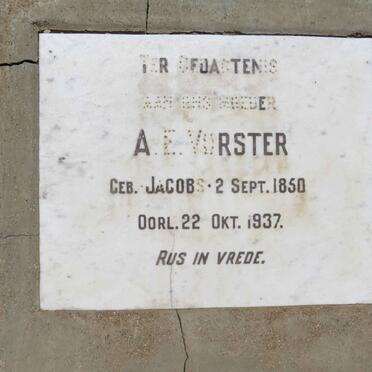 TER GEDAGTENIS
AAN ONS MOEDER
A. E. VORSTER
GEB. JACOBS · 2 SEPT. 1850
OORL. 22 OKT. 1937.
RUS IN VREDE.